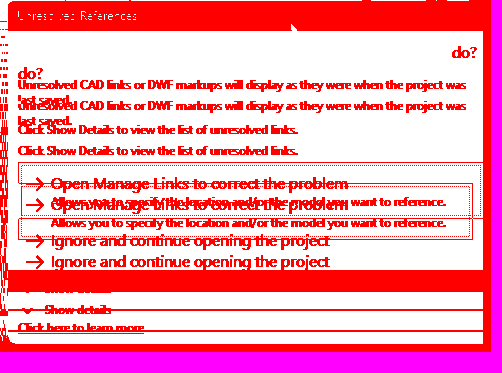 Unresolved References
do?
do?
Unresolved CAD links or DWF markups will display as they were when the project was
last saved.
Unresolved CAD links or DWF markups will display as they were when the project was
last saved.
Click Show Details to view the list of unresolved links.
Click Show Details to view the list of unresolved links.
→ Open Manage Links to correct the problem
Allows you to specify the location and/or the model you want to reference.
→ Open Manage Links to correct the problem
Allows you to specify the location and/or the model you want to reference.
→ Ignore and continue opening the project
→ Ignore and continue opening the project
Show details
Show details
Click here to learn more